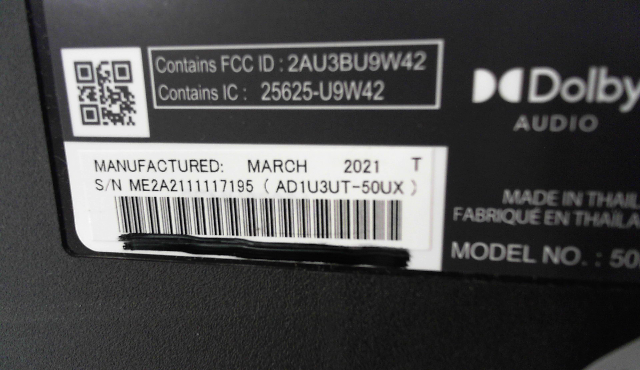 Contains FCC ID : 2AU3BU9W42
Contains IC : 25625-U9W42
Dolby
AUDIO
MANUFACTURED: MARCH 2021 T
S/N ME2A2111117195 ( AD1U3UT-50UX )
MADE IN THAIL
FABRIQUÉ EN THAÏLA
MODEL NO. : 50